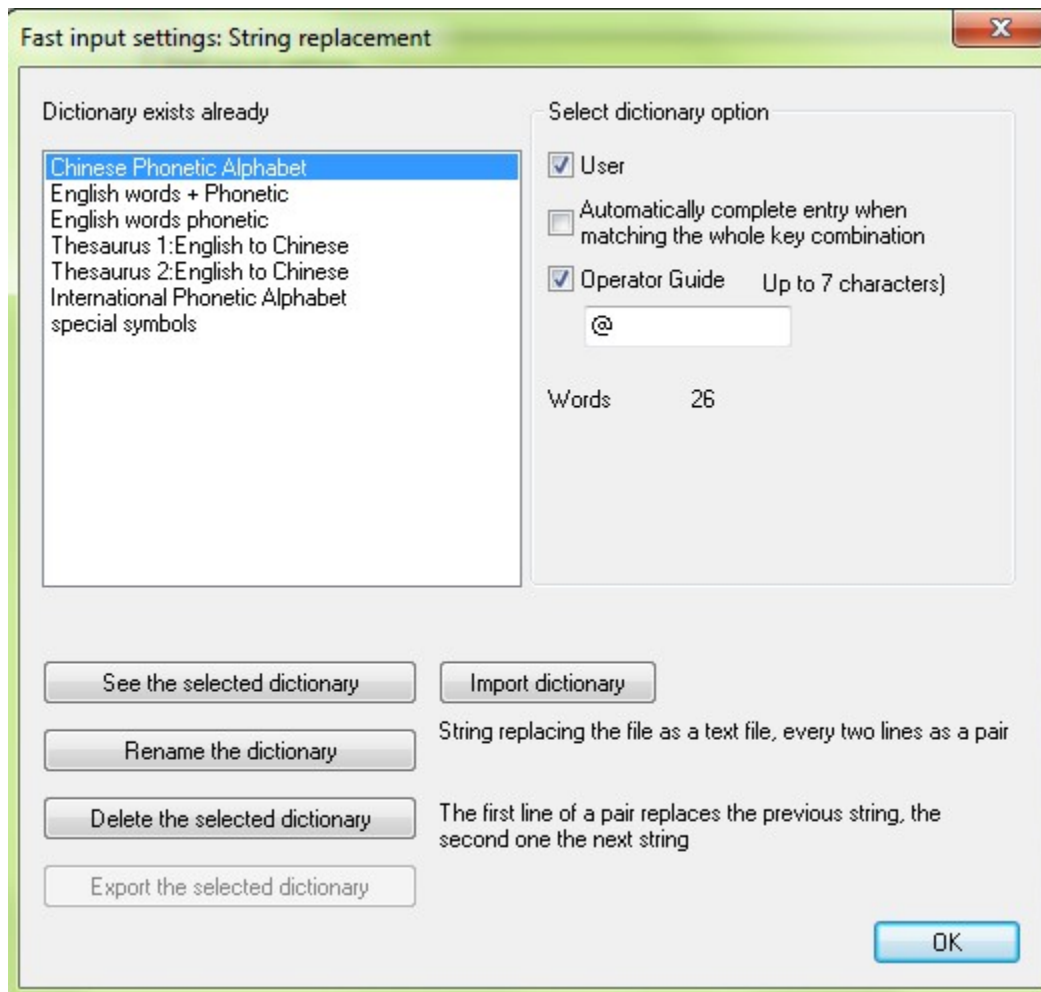 Fast input settings: String replacement
Dictionary exists already
Chinese Phonetic Alphabet
English words + Phonetic
English words phonetic
Thesaurus 1:English to Chinese
Thesaurus 2:English to Chinese
International Phonetic Alphabet
special symbols
Select dictionary option
User
Automatically complete entry when
matching the whole key combination
Operator Guide Up to 7 characters)
@
Words 26
See the selected dictionary
Rename the dictionary
Delete the selected dictionary
Export the selected dictionary
Import dictionary
String replacing the file as a text file, every two lines as a pair
The first line of a pair replaces the previous string, the
second one the next string
OK